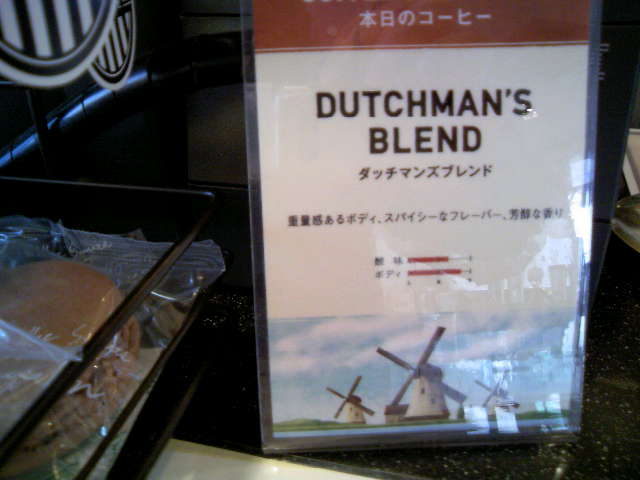 本日のコーヒー
DUTCHMAN'S
BLEND
ダッチマンズブレンド
重量感あるボディ、スパイシーなフレーバー、芳醇な香り
酸味
ボディ